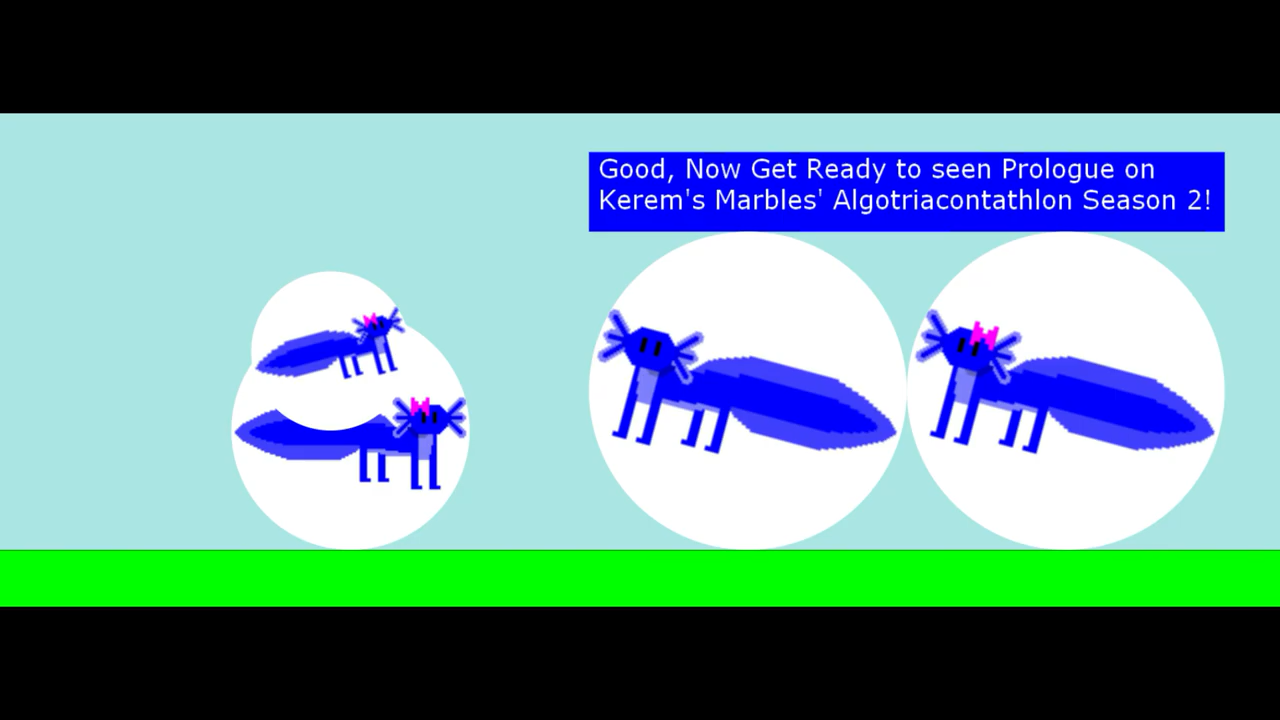 Good, Now Get Ready to seen Prologue on
Kerem's Marbles' Algotriacontathlon Season 2!